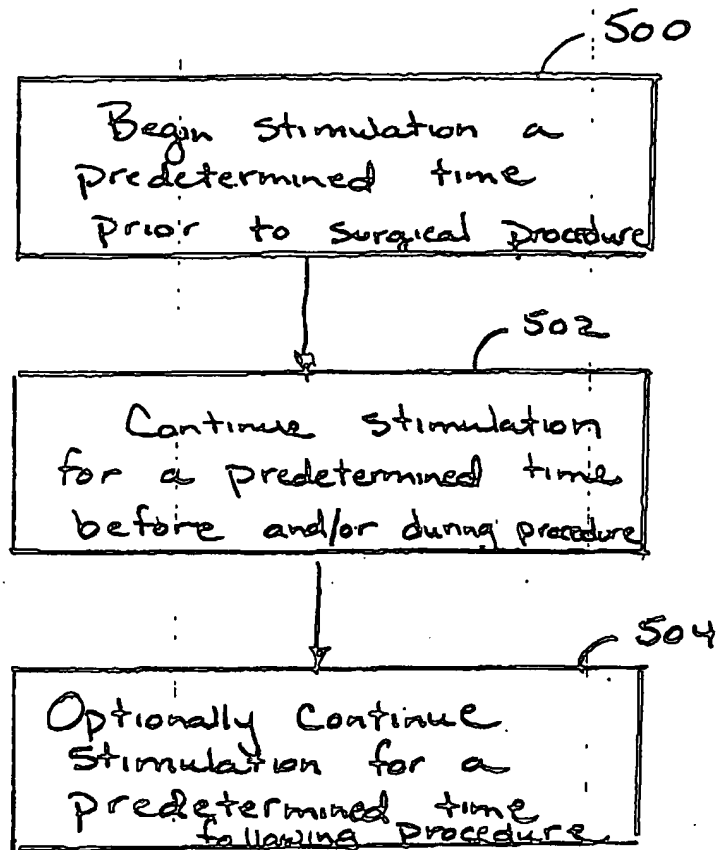 500
Begin stimulation a
predetermined time
prior to surgical procedure
502
Continue stimulation
for a predetermined time
before and/or during procedure
504
Optionally Continue
stimulation for a
predetermined time
following procedure.